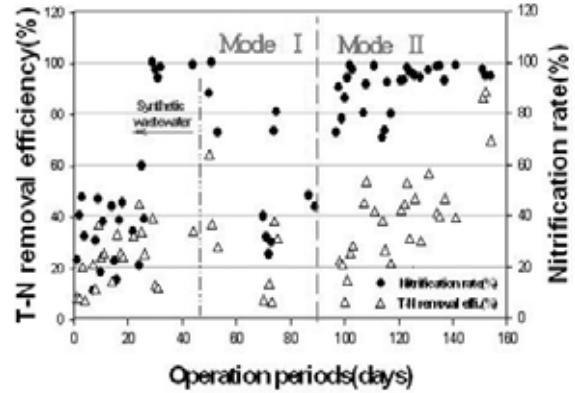 120
100
80
60
40
20
0
T-N removal efficiency(%)
Mode I
Mode II
Synthetic
wastewater
Nitrification rate(%)
T-N removal effi.(%)
120
100
80
60
40
20
0
Nitrification rate(%)
0 20 40 60 80 100 120 140 160
Operation periods(days)